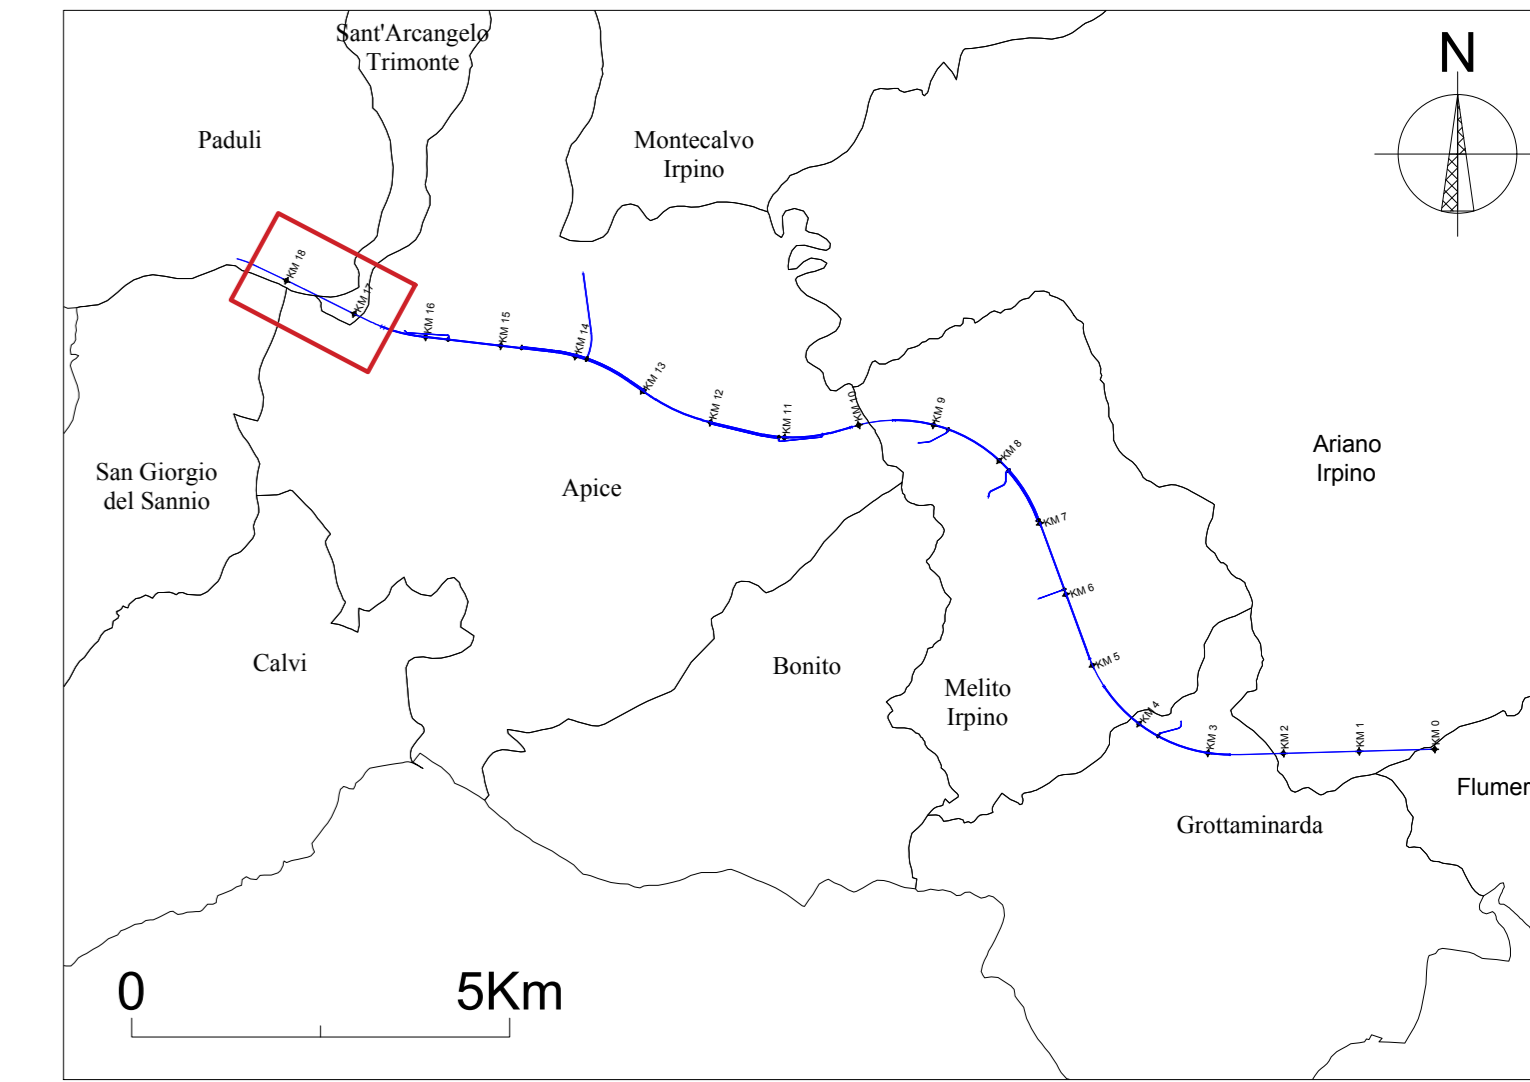 Sant'Arcangelo
Trimonte
N
Paduli
Montecalvo
Irpino
KM 18
KM 17
KM 16
KM 15
KM 14
KM 13
KM 12
KM 11
KM 10
KM 9
KM 8
KM 7
KM 6
KM 5
KM 4
KM 3
KM 2
KM 1
KM 0
Ariano
Irpino
San Giorgio
del Sannio
Apice
Calvi
Bonito
Melito
Irpino
Flumer
Grottaminarda
0
5Km